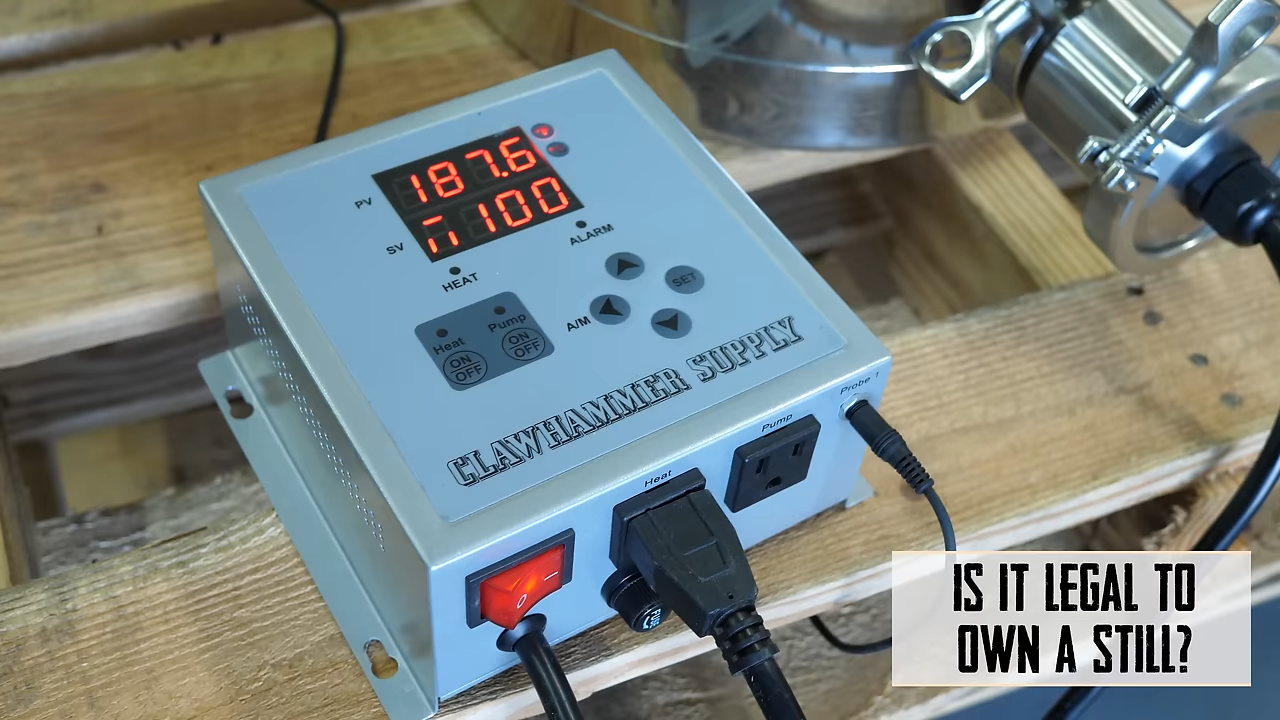 187.6
PV
100
SV
ALARM
HEAT
SET
Heat
Pump
ON
OFF
ON
OFF
A/M
CLAWHAMMER SUPPLY
Probe 1
Pump
Heat
FUSE
IS IT LEGAL TO
OWN A STILL?